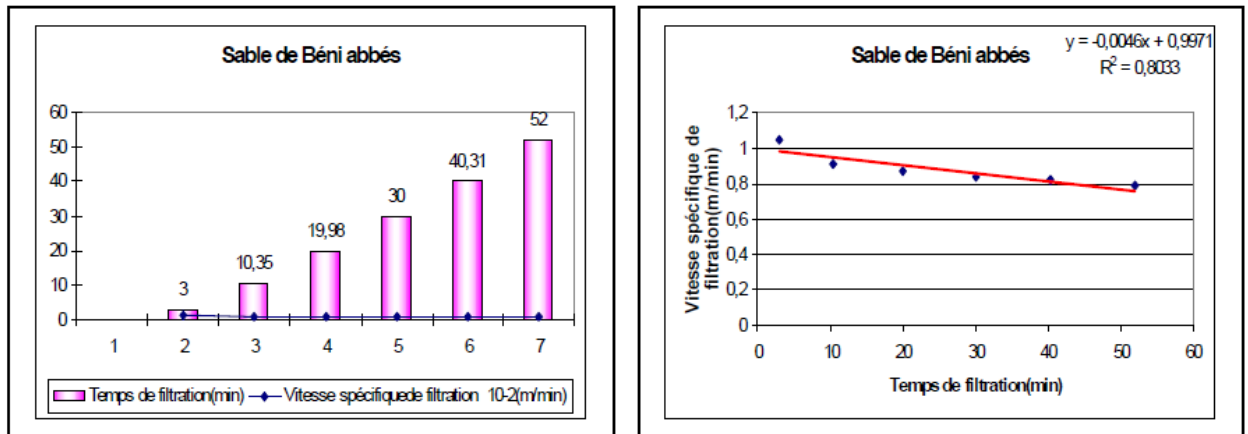 Sable de Béni abbés
60
50
40
30
20
10
0
3
10,35
19,98
30
40,31
52
1 2 3 4 5 6 7
Temps de filtration(min) Vitesse spécifiquede filtration 10-2(m/min)
Sable de Béni abbés
y = -0,0046x + 0,9971
R² = 0,8033
Vitesse spécifique de
filtration(m/min)
1,2
1
0,8
0,6
0,4
0,2
0
0 10 20 30 40 50 60
Temps de filtration(min)